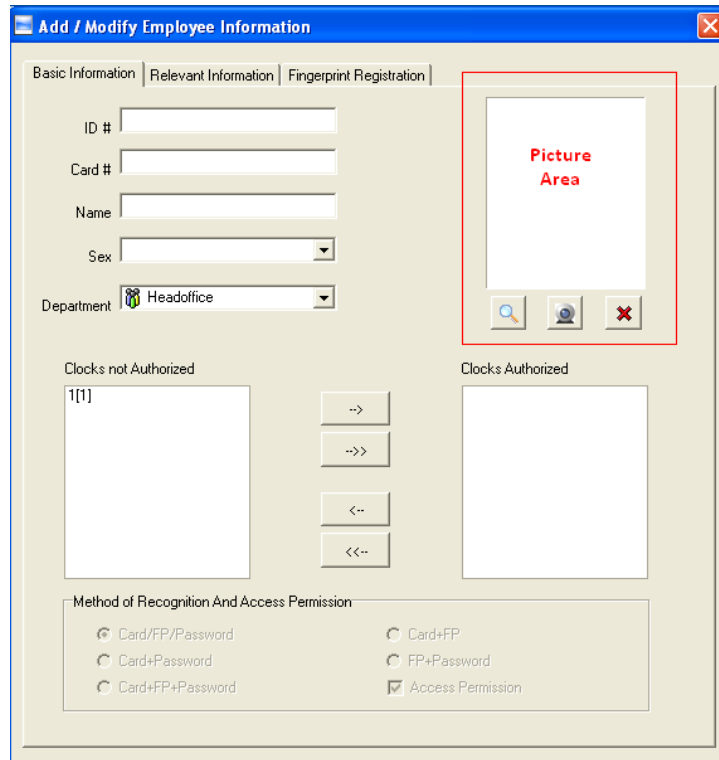 Add / Modify Employee Information
Basic Information Relevant Information Fingerprint Registration
ID #
Card #
Name
Sex
Department Headoffice
Picture
Area
Clocks not Authorized Clocks Authorized
1[1]
-->
-->>
<--
<<--
Method of Recognition And Access Permission
Card/FP/Password Card+FP
Card+Password FP+Password
Card+FP+Password Access Permission